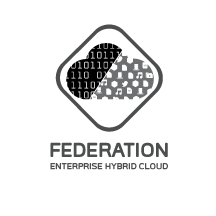 FEDERATION
ENTERPRISE HYBRID CLOUD